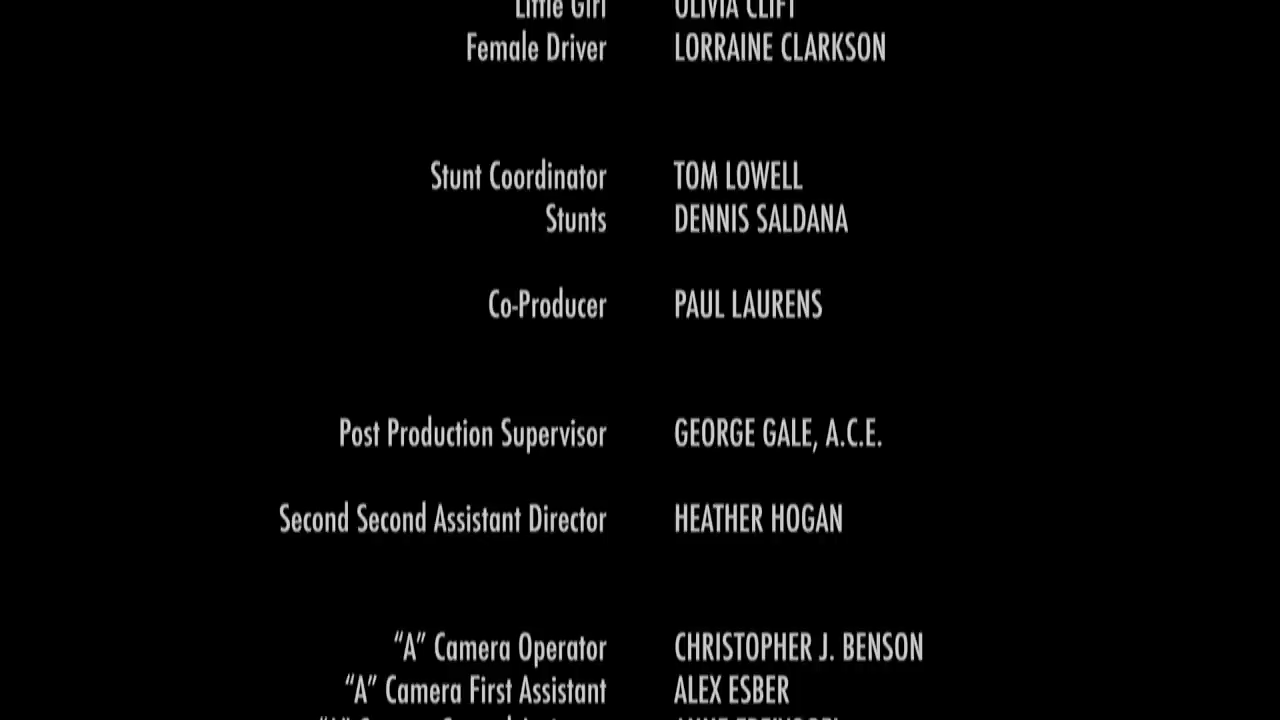 Little Girl OLIVIA CLIFT
Female Driver LORRAINE CLARKSON
Stunt Coordinator TOM LOWELL
Stunts DENNIS SALDANA
Co-Producer PAUL LAURENS
Post Production Supervisor GEORGE GALE, A.C.E.
Second Second Assistant Director HEATHER HOGAN
“A” Camera Operator CHRISTOPHER J. BENSON
“A” Camera First Assistant ALEX ESBER